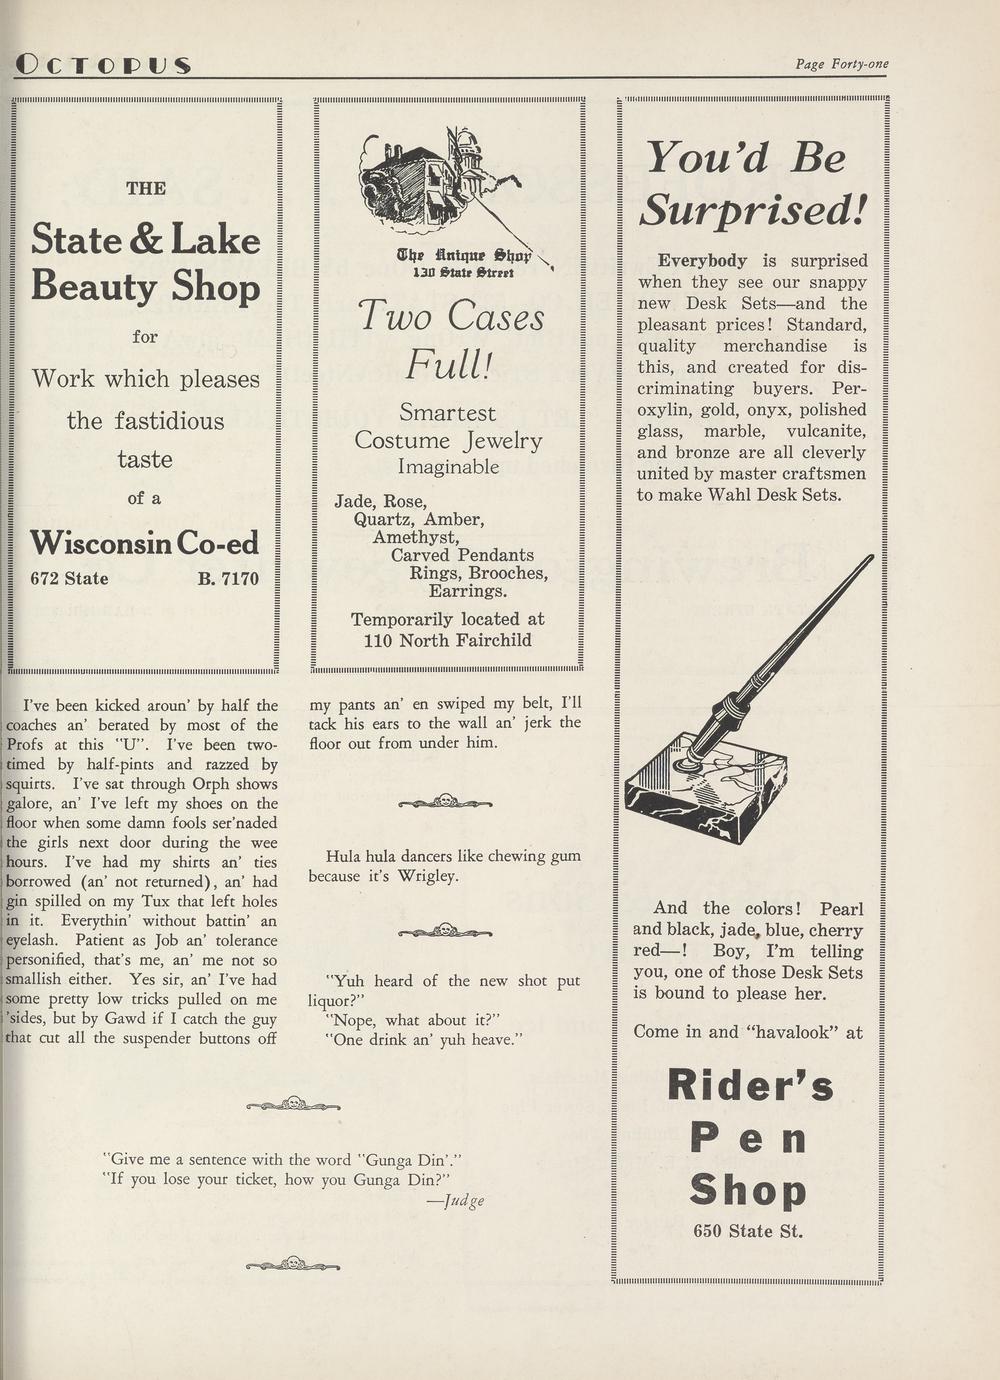 OCTOPUS
Page Forty-one
THE
State & Lake
Beauty Shop
for
Work which pleases
the fastidious
taste
of a
Wisconsin Co-ed
672 State B. 7170
The Unique Shop
130 State Street
Two Cases
Full!
Smartest
Costume Jewelry
Imaginable
Jade, Rose,
Quartz, Amber,
Amethyst,
Carved Pendants
Rings, Brooches,
Earrings.
Temporarily located at
110 North Fairchild
You'd Be
Surprised!
Everybody is surprised
when they see our snappy
new Desk Sets—and the
pleasant prices! Standard,
quality merchandise is
this, and created for dis-
criminating buyers. Per-
oxylin, gold, onyx, polished
glass, marble, vulcanite,
and bronze are all cleverly
united by master craftsmen
to make Wahl Desk Sets.
And the colors! Pearl
and black, jade, blue, cherry
red—! Boy, I'm telling
you, one of those Desk Sets
is bound to please her.
Come in and "havalook" at
Rider's
Pen
Shop
650 State St.
I've been kicked aroun' by half the
coaches an' berated by most of the
Profs at this "U". I've been two-
timed by half-pints and razzed by
squirts. I've sat through Orph shows
galore, an' I've left my shoes on the
floor when some damn fools ser'naded
the girls next door during the wee
hours. I've had my shirts an' ties
borrowed (an' not returned), an' had
gin spilled on my Tux that left holes
in it. Everythin' without battin' an
eyelash. Patient as Job an' tolerance
personified, that's me, an' me not so
smallish either. Yes sir, an' I've had
some pretty low tricks pulled on me
'sides, but by Gawd if I catch the guy
that cut all the suspender buttons off
my pants an' en swiped my belt, I'll
tack his ears to the wall an' jerk the
floor out from under him.
Hula hula dancers like chewing gum
because it's Wrigley.
"Yuh heard of the new shot put
liquor?"
"Nope, what about it?"
"One drink an' yuh heave."
"Give me a sentence with the word "Gunga Din'."
"If you lose your ticket, how you Gunga Din?"
—Judge